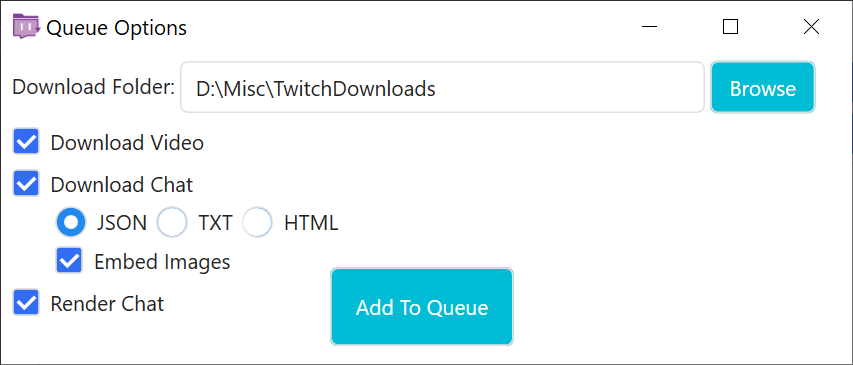 Queue Options
Download Folder: D:\Misc\TwitchDownloads Browse
Download Video
Download Chat
JSON TXT HTML
Embed Images
Render Chat
Add To Queue